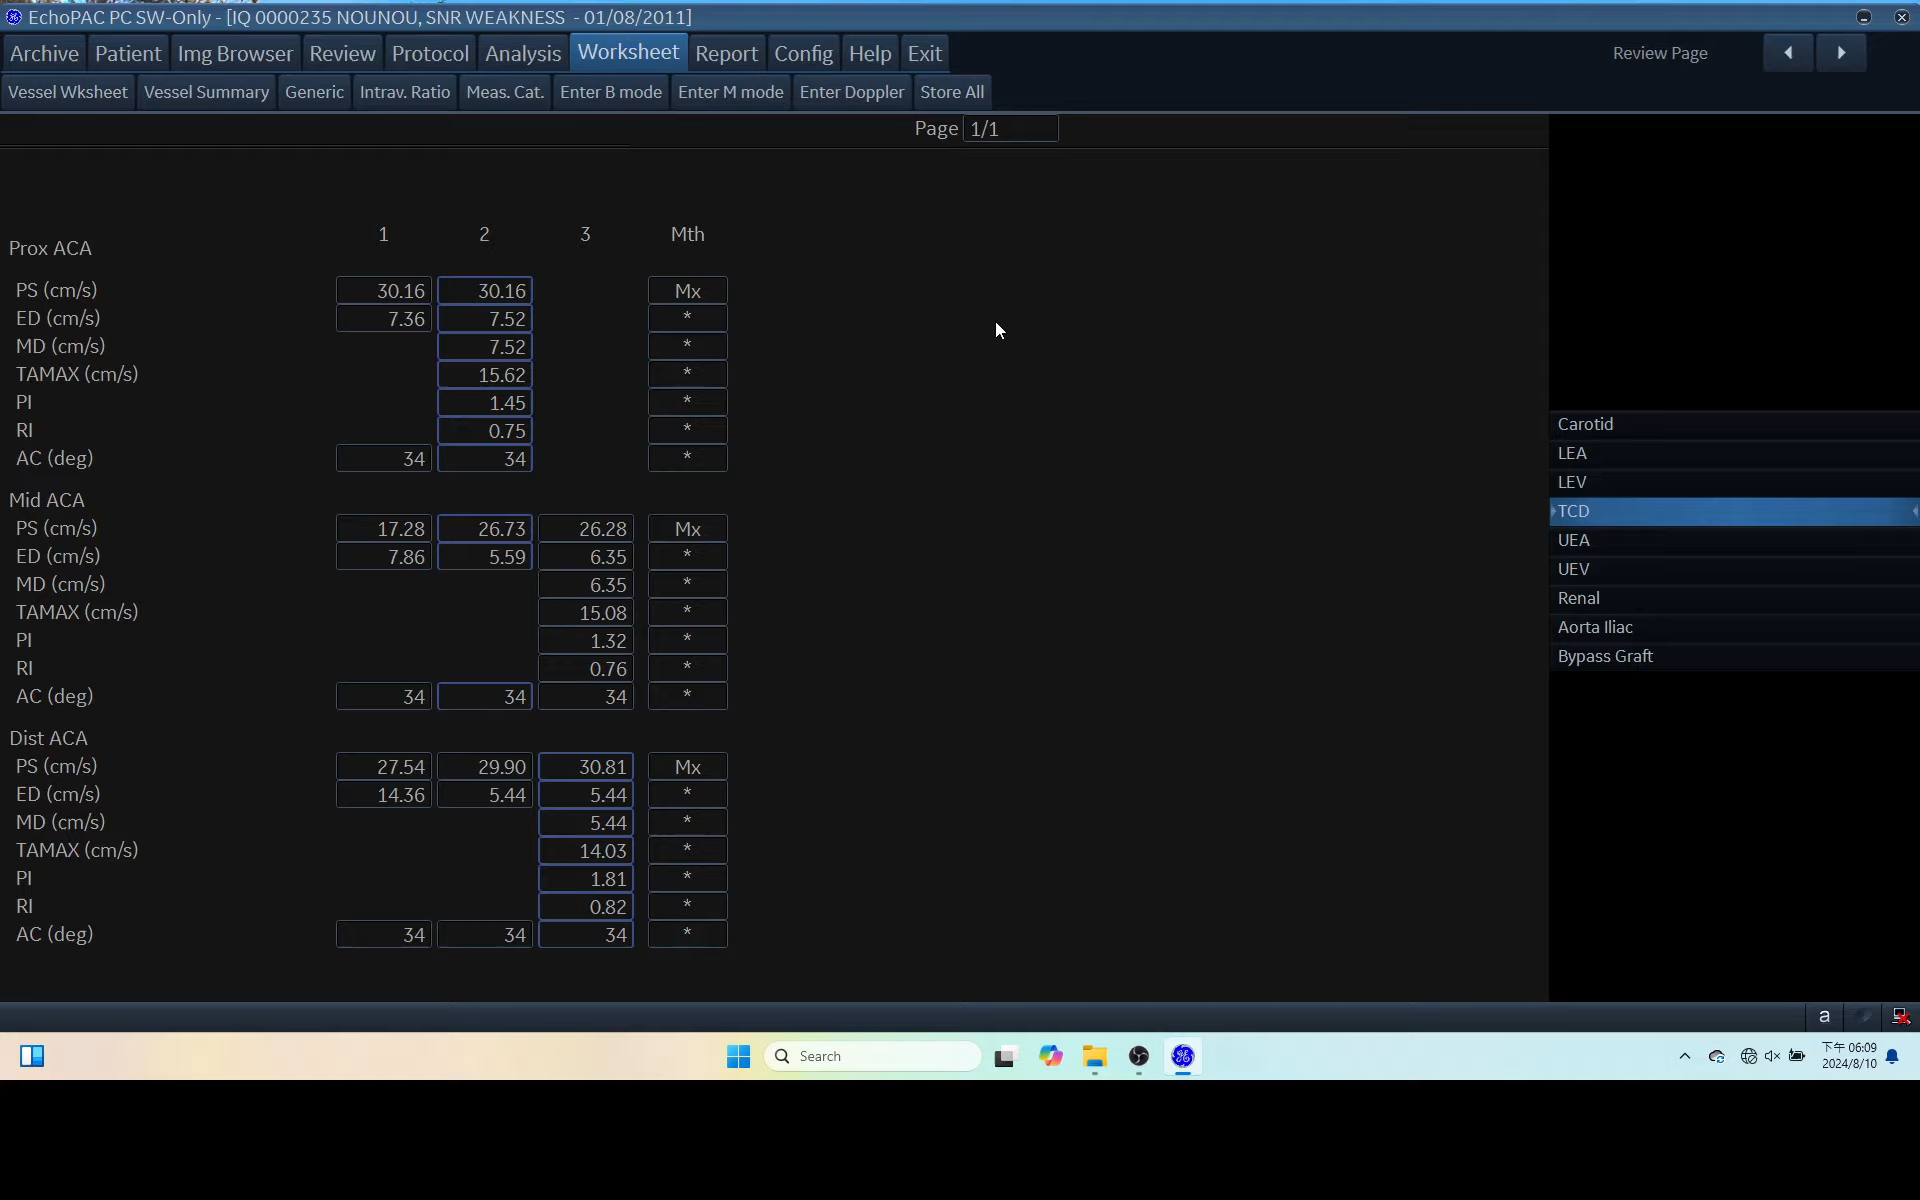 EchoPAC PC SW-Only - [IQ 0000235 NOUNOU, SNR WEAKNESS - 01/08/2011]
Archive Patient Img Browser Review Protocol Analysis Worksheet Report Config Help Exit Review Page
Vessel Wksheet Vessel Summary Generic Intrav. Ratio Meas. Cat. Enter B mode Enter M mode Enter Doppler Store All
Page 1/1
1 2 3 Mth
Prox ACA
PS (cm/s) 30.16 30.16 Mx
ED (cm/s) 7.36 7.52 *
MD (cm/s) 7.52 *
TAMAX (cm/s) 15.62 *
PI 1.45 *
RI 0.75 *
AC (deg) 34 34 *
Mid ACA
PS (cm/s) 17.28 26.73 26.28 Mx
ED (cm/s) 7.86 5.59 6.35 *
MD (cm/s) 6.35 *
TAMAX (cm/s) 15.08 *
PI 1.32 *
RI 0.76 *
AC (deg) 34 34 34 *
Dist ACA
PS (cm/s) 27.54 29.90 30.81 Mx
ED (cm/s) 14.36 5.44 5.44 *
MD (cm/s) 5.44 *
TAMAX (cm/s) 14.03 *
PI 1.81 *
RI 0.82 *
AC (deg) 34 34 34 *
Carotid
LEA
LEV
TCD
UEA
UEV
Renal
Aorta Iliac
Bypass Graft
a
Search
下午 06:09
2024/8/10